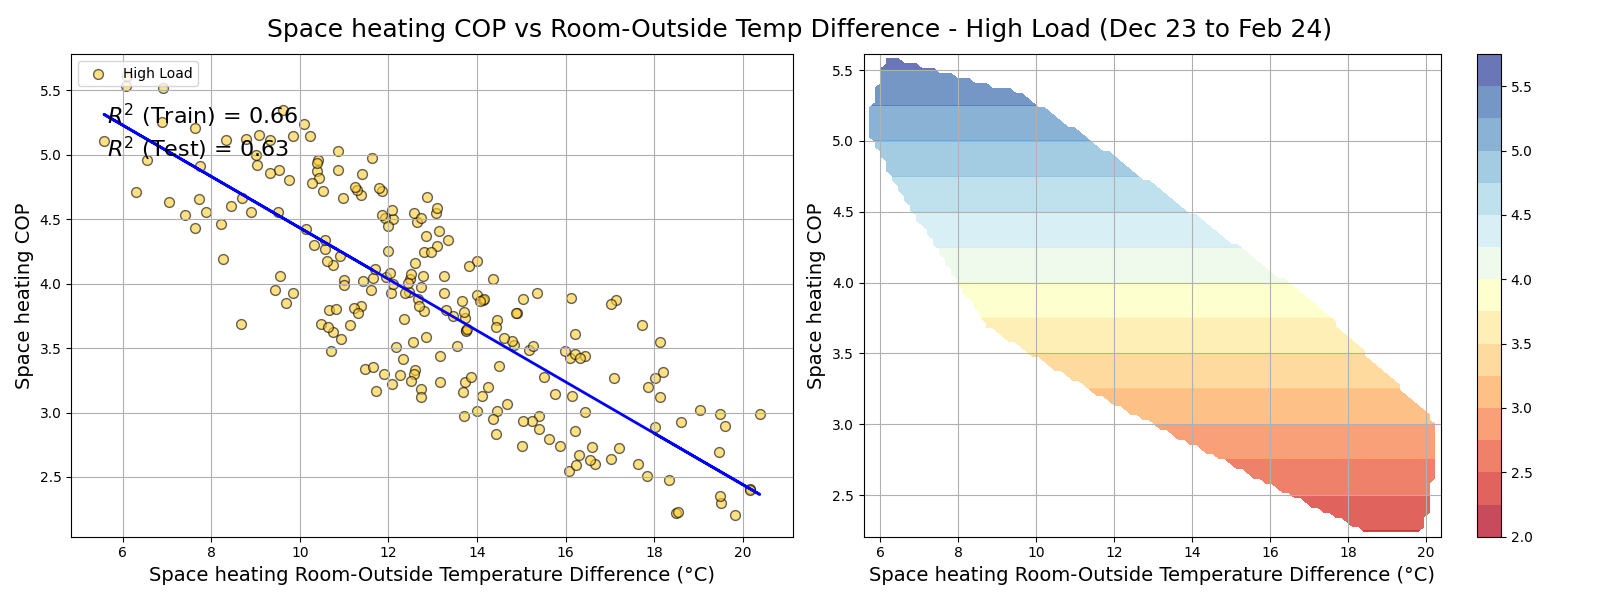 Space heating COP vs Room-Outside Temp Difference - High Load (Dec 23 to Feb 24)
High Load
R² (Train) = 0.66
R² (Test) = 0.63
Space heating COP
5.5
5.0
4.5
4.0
3.5
3.0
2.5
6 8 10 12 14 16 18 20
Space heating Room-Outside Temperature Difference (°C)
Space heating COP
5.5
5.0
4.5
4.0
3.5
3.0
2.5
6 8 10 12 14 16 18 20
Space heating Room-Outside Temperature Difference (°C)
5.5
5.0
4.5
4.0
3.5
3.0
2.5
2.0